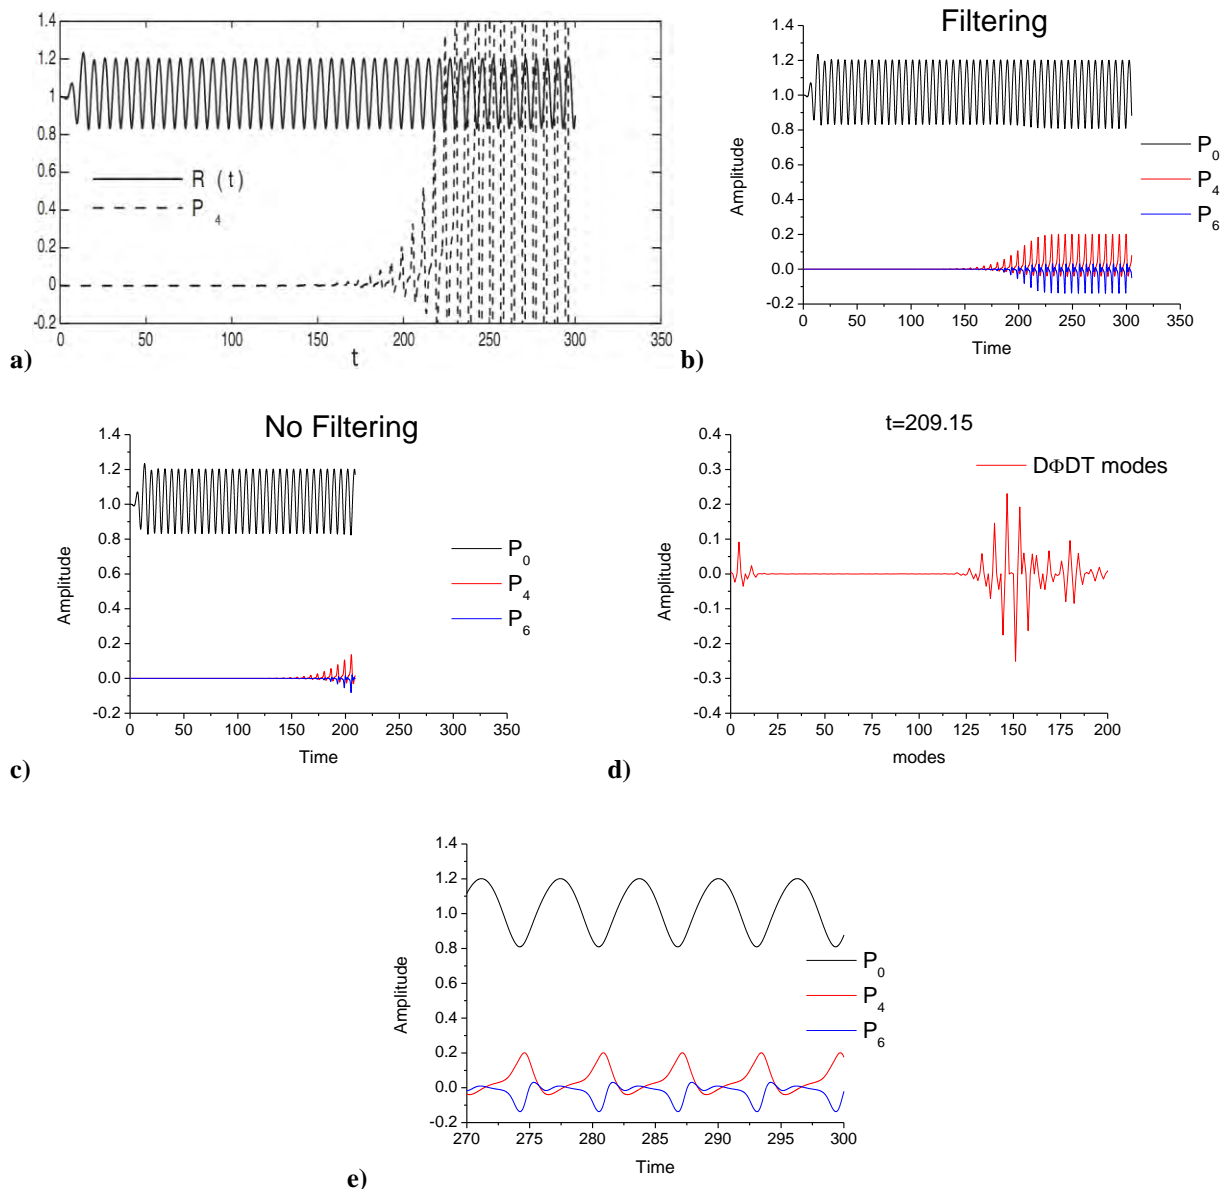 1.4
1.2
1
0.8
0.6
0.4
0.2
0
-0.2
R (t)
P 4
0 50 100 150 200 250 300 350
t
a)
Filtering
1.4
1.2
1.0
0.8
0.6
0.4
0.2
0.0
-0.2
Amplitude
P0
P4
P6
0 50 100 150 200 250 300 350
Time
b)
No Filtering
1.4
1.2
1.0
0.8
0.6
0.4
0.2
0.0
-0.2
Amplitude
P0
P4
P6
0 50 100 150 200 250 300 350
Time
c)
t=209.15
0.4
0.3
0.2
0.1
0.0
-0.1
-0.2
-0.3
-0.4
Amplitude
DΦDT modes
0 25 50 75 100 125 150 175 200
modes
d)
1.4
1.2
1.0
0.8
0.6
0.4
0.2
0.0
-0.2
Amplitude
P0
P4
P6
270 275 280 285 290 295 300
Time
e)